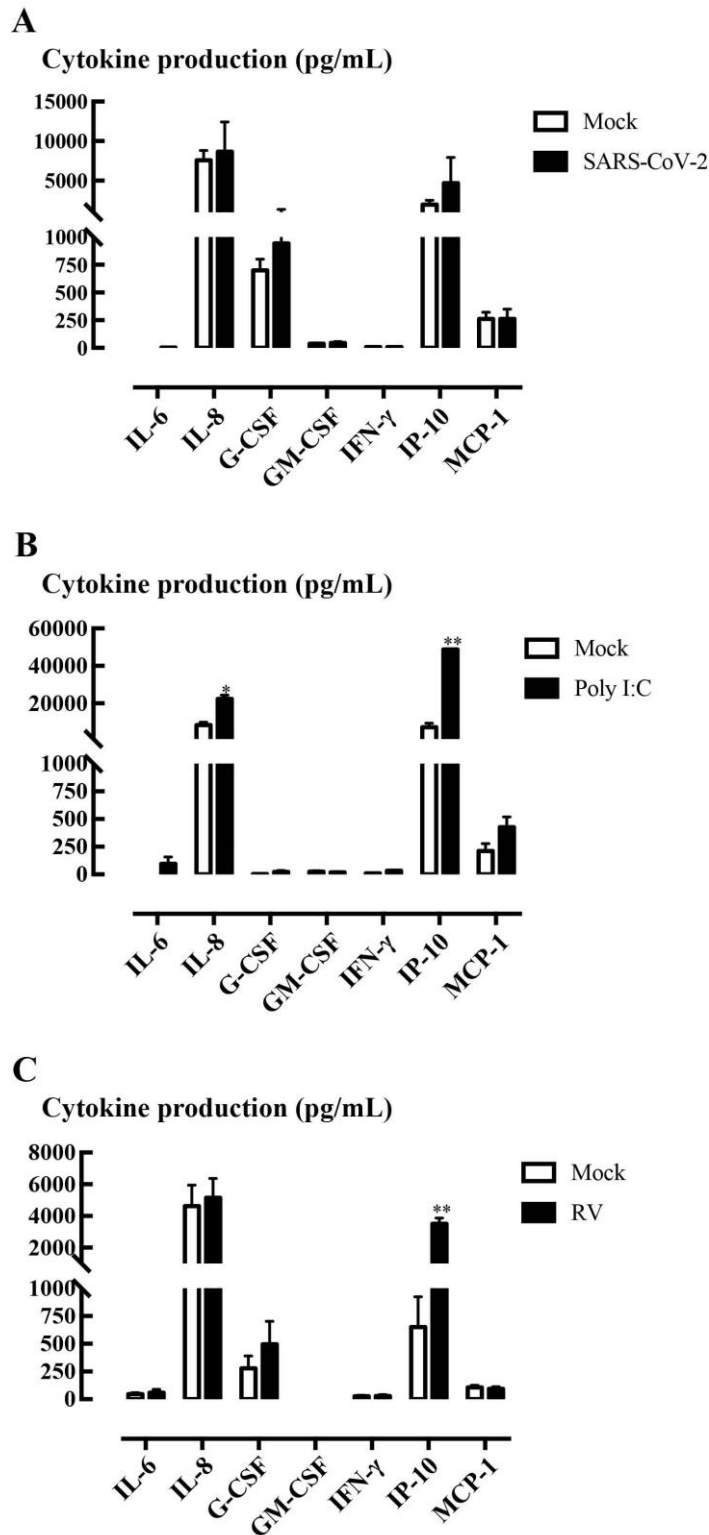 A
Cytokine production (pg/mL)
15000
10000
5000
1000
750
500
250
0
Mock
SARS-CoV-2
IL-6
IL-8
G-CSF
GM-CSF
IFN-γ
IP-10
MCP-1
B
Cytokine production (pg/mL)
60000
40000
20000
1000
500
250
0
*
**
Mock
Poly I:C
IL-6
IL-8
G-CSF
GM-CSF
IFN-γ
IP-10
MCP-1
C
Cytokine production (pg/mL)
8000
6000
4000
2000
1000
750
500
250
0
**
Mock
RV
IL-6
IL-8
G-CSF
GM-CSF
IFN-γ
IP-10
MCP-1